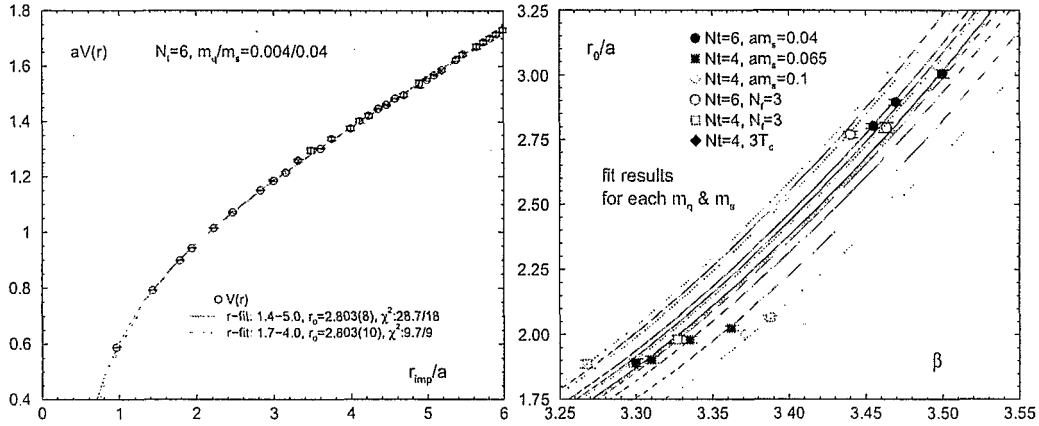 aV(r)
N_t=6, m_q/m_s=0.004/0.04
1.8
1.6
1.4
1.2
1
0.8
0.6
0.4
V(r)
r-fit: 1.4-5.0, r_0=2.803(8), χ²:28.7/18
r-fit: 1.7-4.0, r_0=2.803(10), χ²:9.7/9
r_imp/a
0 1 2 3 4 5 6
r_0/a
3.25
3.00
2.75
2.50
2.25
2.00
1.75
Nt=6, am_s=0.04
Nt=4, am_s=0.065
Nt=4, am_s=0.1
Nt=6, N_f=3
Nt=4, N_f=3
Nt=4, 3T_c
fit results
for each m_q & m_s
β
3.25 3.30 3.35 3 40 3.45 3.50 3.55